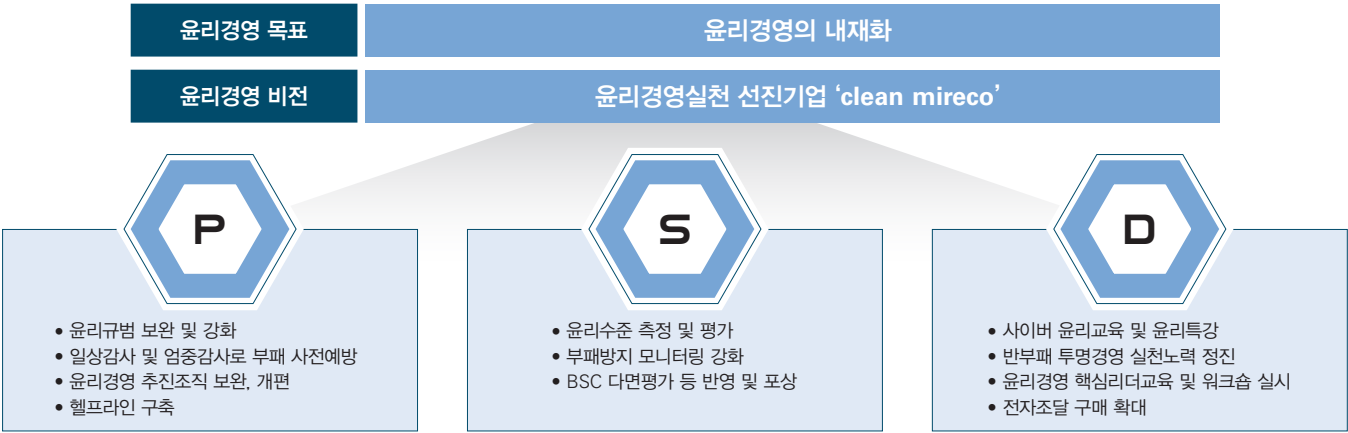 윤리경영 목표
윤리경영의 내재화
윤리경영 비전
윤리경영실천 선진기업 ‘clean mireco’
P
• 윤리규범 보완 및 강화
• 일상감사 및 엄중감사로 부패 사전예방
• 윤리경영 추진조직 보완, 개편
• 헬프라인 구축
S
• 윤리수준 측정 및 평가
• 부패방지 모니터링 강화
• BSC 다면평가 등 반영 및 포상
D
• 사이버 윤리교육 및 윤리특강
• 반부패 투명경영 실천노력 정진
• 윤리경영 핵심리더교육 및 워크숍 실시
• 전자조달 구매 확대